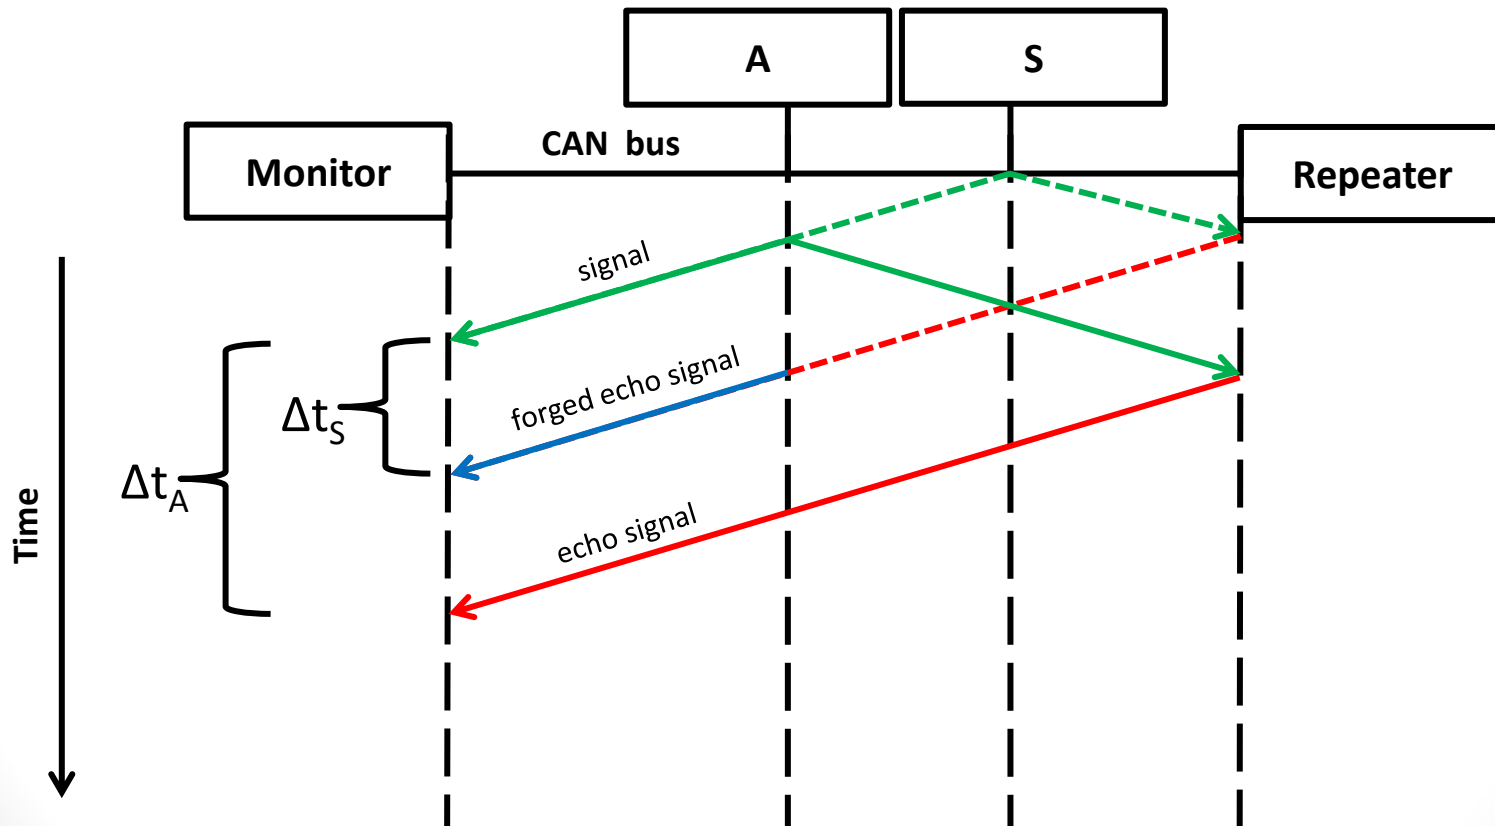 A
S
Monitor
CAN bus
Repeater
signal
forged echo signal
echo signal
Δt_S
Δt_A
Time